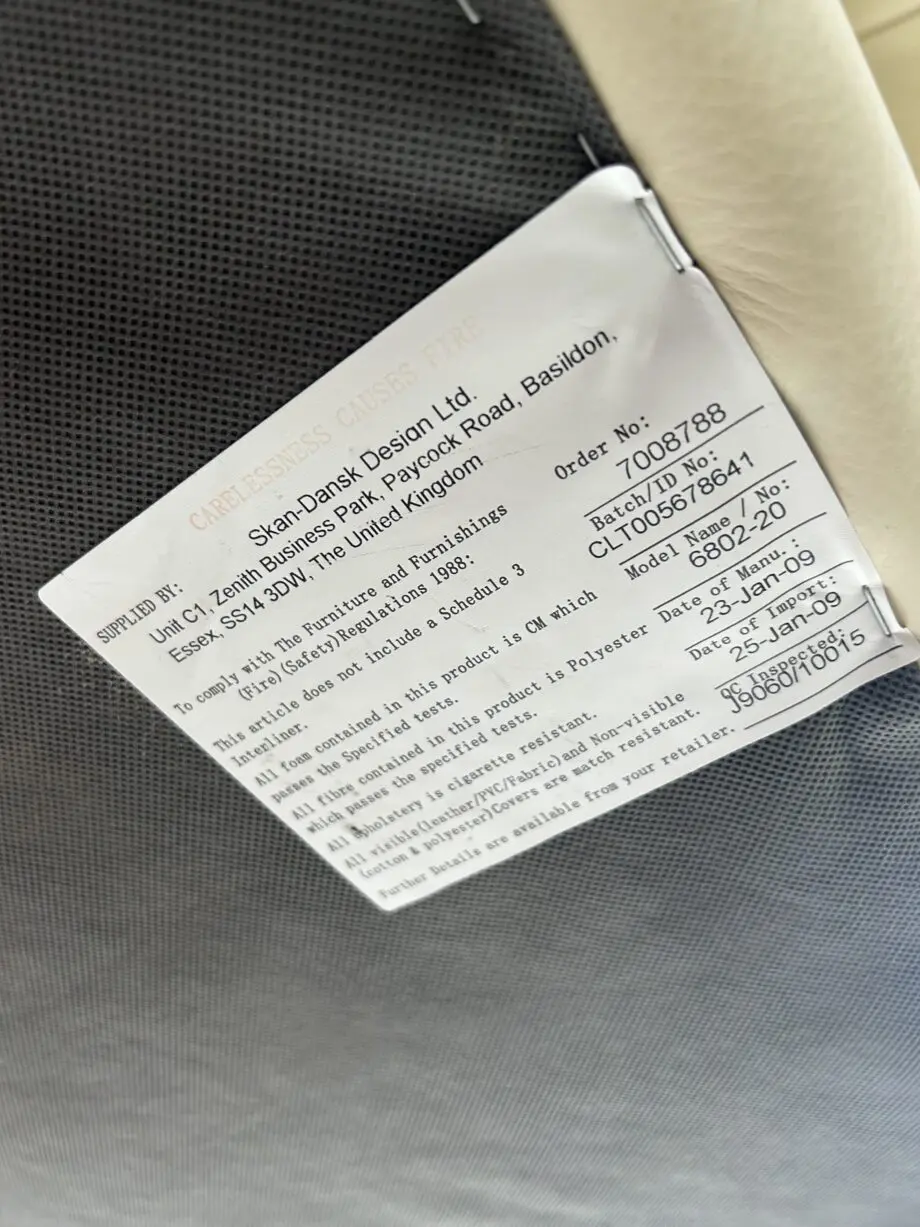 CARELESSNESS CAUSES FIRE
SUPPLIED BY:
Skan-Dansk Design Ltd.
Unit C1, Zenith Business Park, Paycock Road, Basildon,
Essex, SS14 3DW, The United Kingdom
To comply with The Furniture and Furnishings
(Fire)(Safety)Regulations 1988:
This article does not include a Schedule 3
Interliner.
All foam contained in this product is CM which
passes the Specified tests.
All fibre contained in this product is Polyester
which passes the specified tests.
All upholstery is cigarette resistant.
All visible(leather/PVC/Fabric)and Non-visible
(cotton & polyester)Covers are match resistant.
Further Details are available from your retailer.
Order No:
7008788
Batch/ID No:
CLT005678641
Model Name / No:
6802-20
Date of Manu.:
23-Jan-09
Date of Import:
25-Jan-09
QC Inspected:
J9060/10015